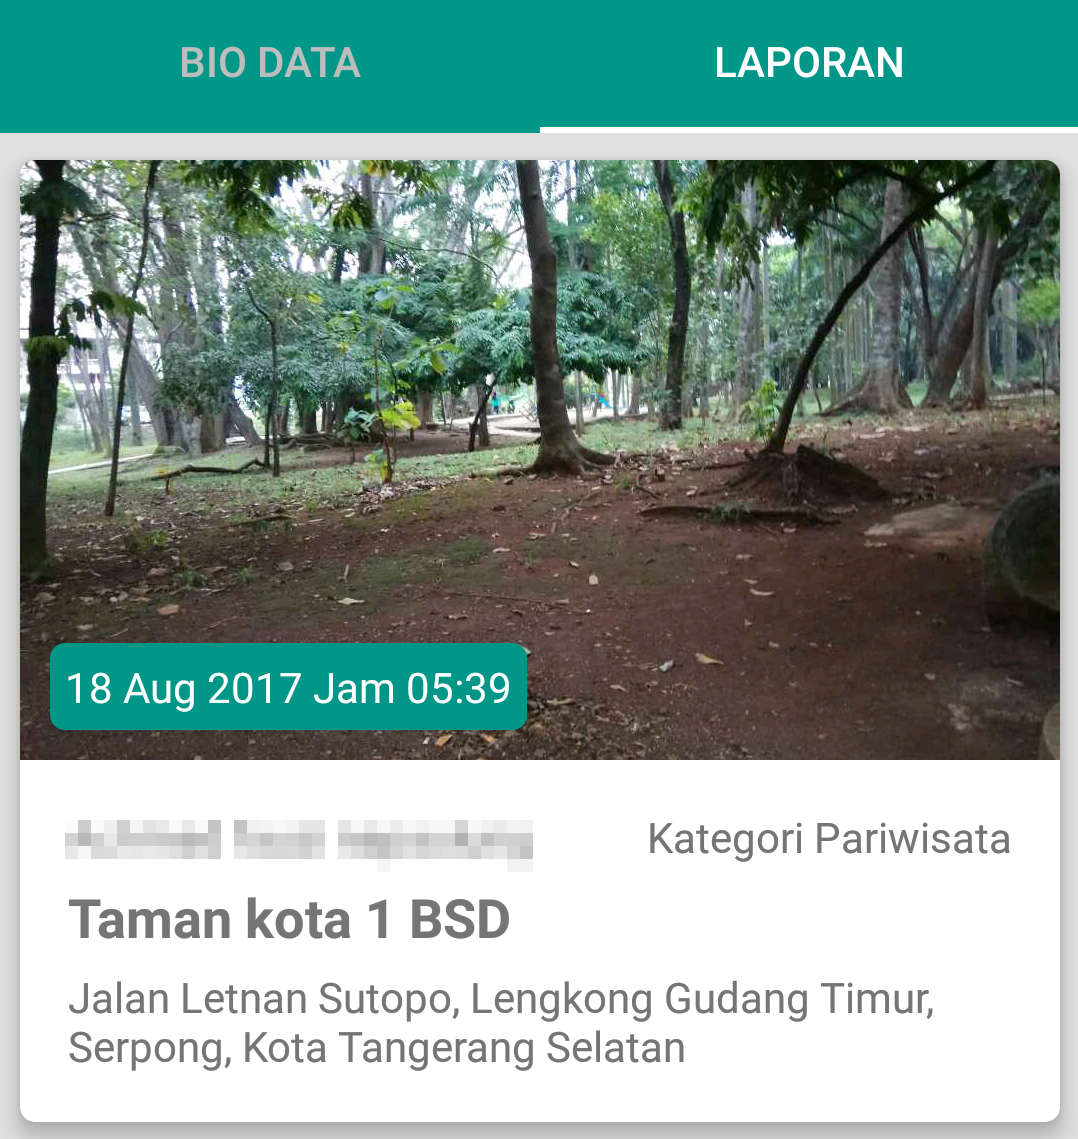 BIO DATA
LAPORAN
18 Aug 2017 Jam 05:39
Kategori Pariwisata
Taman kota 1 BSD
Jalan Letnan Sutopo, Lengkong Gudang Timur,
Serpong, Kota Tangerang Selatan